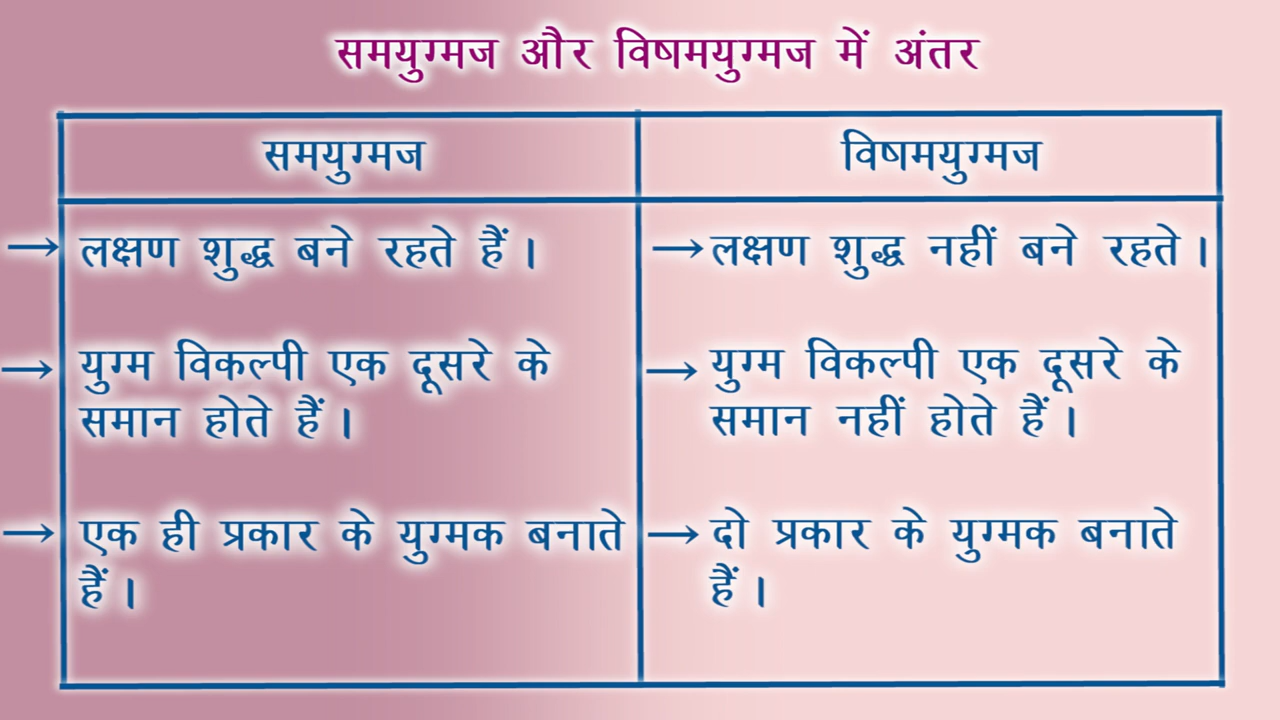 समयुग्मज और विषमयुग्मज में अंतर
समयुग्मज
विषमयुग्मज
→ लक्षण शुद्ध बने रहते हैं।
→ युग्म विकल्पी एक दूसरे के
समान होते हैं।
→ एक ही प्रकार के युग्मक बनाते
हैं।
→ लक्षण शुद्ध नहीं बने रहते।
→ युग्म विकल्पी एक दूसरे के
समान नहीं होते हैं।
→ दो प्रकार के युग्मक बनाते
हैं।